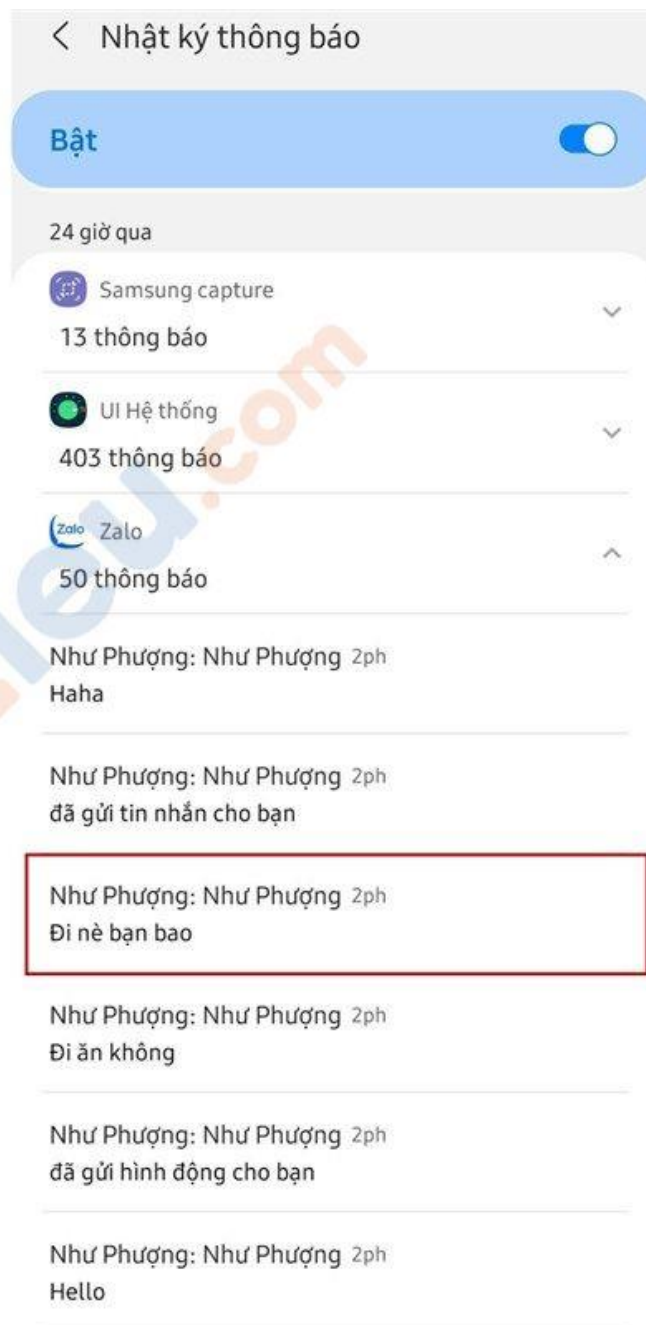 Nhật ký thông báo
Bật
24 giờ qua
Samsung capture
13 thông báo
UI Hệ thống
403 thông báo
Zalo Zalo
50 thông báo
Như Phượng: Như Phượng 2ph
Haha
Như Phượng: Như Phượng 2ph
đã gửi tin nhắn cho bạn
Như Phượng: Như Phượng 2ph
Đi nè bạn bao
Như Phượng: Như Phượng 2ph
Đi ăn không
Như Phượng: Như Phượng 2ph
đã gửi hình động cho bạn
Như Phượng: Như Phượng 2ph
Hello
ieu.com